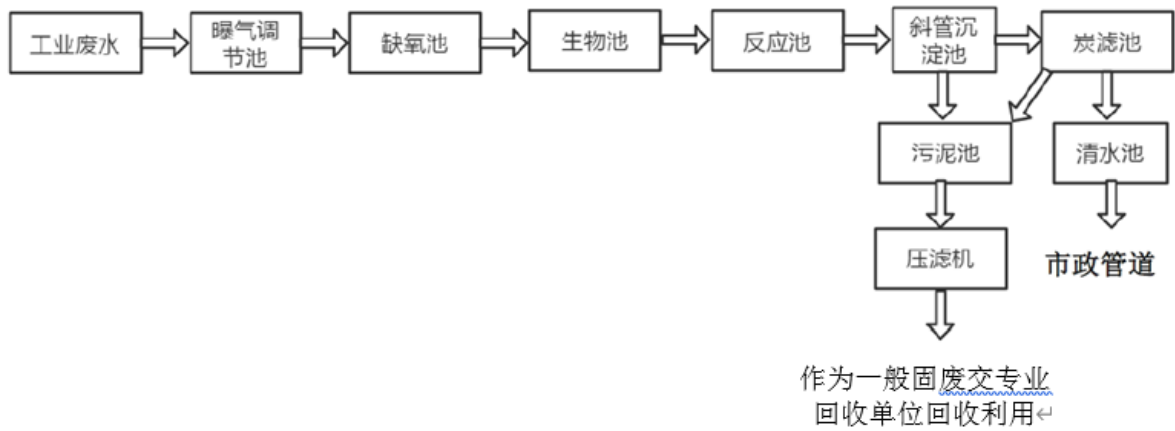 工业废水
曝气调
节池
缺氧池
生物池
反应池
斜管沉
淀池
炭滤池
污泥池
清水池
压滤机
市政管道
作为一般固废交专业
回收单位回收利用↵